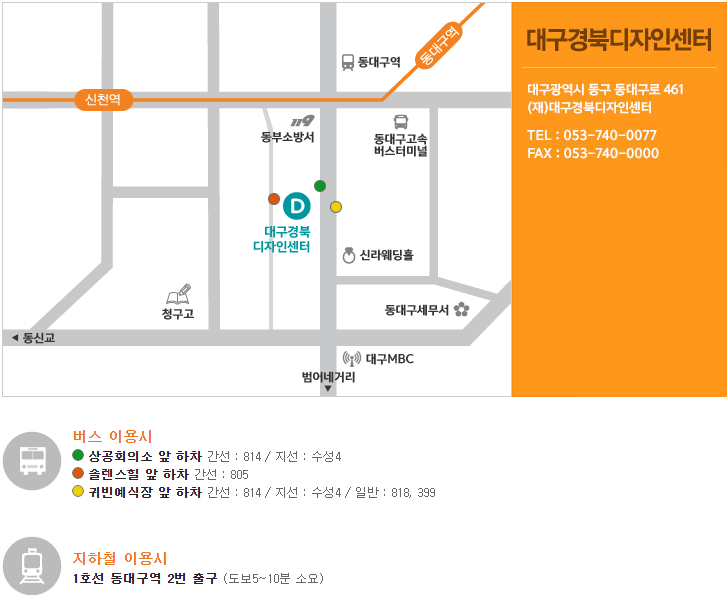 동대구역
동대구역
신천역
119
동부소방서
동대구고속
버스터미널
D
대구경북
디자인센터
신라웨딩홀
청구고
동대구세무서
◀ 동신교
대구MBC
범어네거리
▼
대구경북디자인센터
대구광역시 동구 동대구로 461
(재)대구경북디자인센터
TEL : 053-740-0077
FAX : 053-740-0000
버스 이용시
상공회의소 앞 하차 간선 : 814 / 지선 : 수성4
솔렌스힐 앞 하차 간선 : 805
귀빈예식장 앞 하차 간선 : 814 / 지선 : 수성4 / 일반 : 818, 399
지하철 이용시
1호선 동대구역 2번 출구 (도보5~10분 소요)